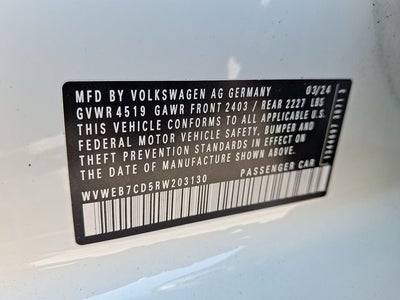 MFD BY VOLKSWAGEN AG GERMANY 03/24
GVWR 4519 GAWR FRONT 2403 / REAR 2227 LBS
THIS VEHICLE CONFORMS TO ALL APPLICABLE U.S.
FEDERAL MOTOR VEHICLE SAFETY, BUMPER AND
THEFT PREVENTION STANDARDS IN EFFECT ON
THE DATE OF MANUFACTURE SHOWN ABOVE
WVWEB7CD5RW203130 PASSENGER CAR